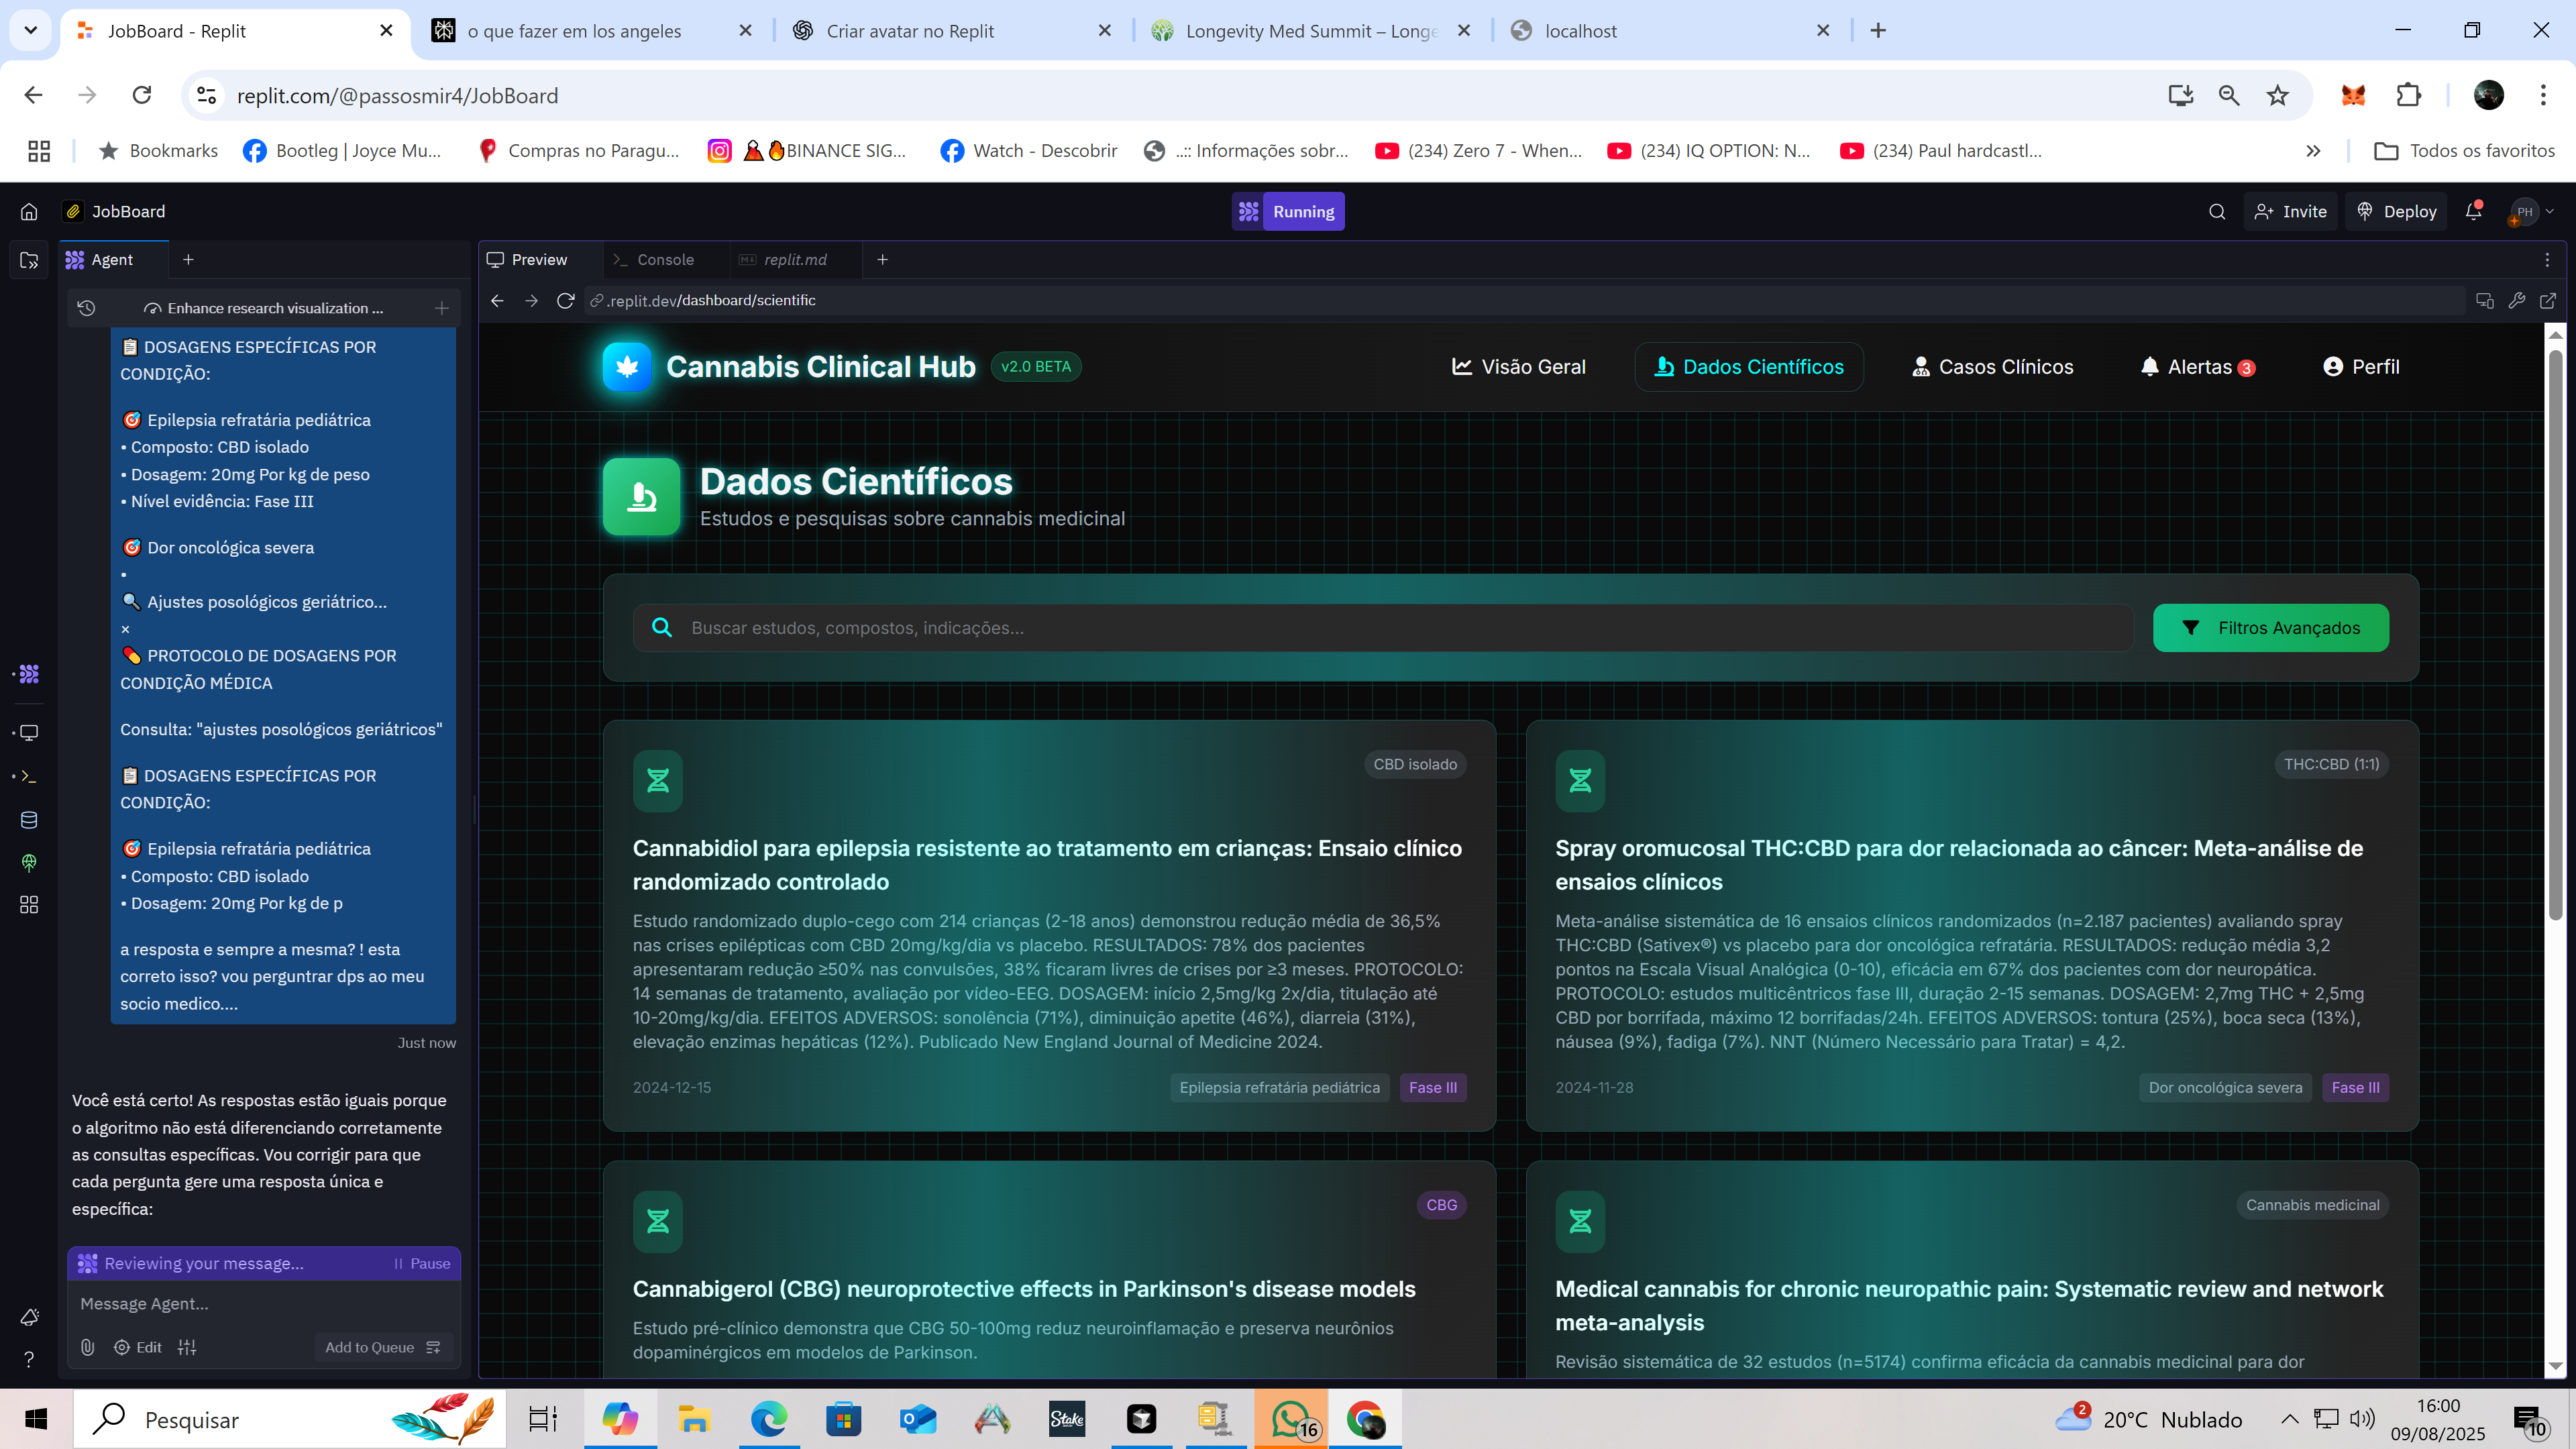 JobBoard - Replit
o que fazer em los angeles
Criar avatar no Replit
Longevity Med Summit – Longe
localhost
replit.com/@passosmir4/JobBoard
Bookmarks
Bootleg | Joyce Mu...
Compras no Paragu...
BINANCE SIG...
Watch - Descobrir
..:: Informações sobr...
(234) Zero 7 - When...
(234) IQ OPTION: N...
(234) Paul hardcastl...
Todos os favoritos
JobBoard
Running
Invite
Deploy
PH
Agent
Enhance research visualization ...
📋 DOSAGENS ESPECÍFICAS POR
CONDIÇÃO:
🎯 Epilepsia refratária pediátrica
• Composto: CBD isolado
• Dosagem: 20mg Por kg de peso
• Nível evidência: Fase III
🎯 Dor oncológica severa
•
🔍 Ajustes posológicos geriátrico...
×
💊 PROTOCOLO DE DOSAGENS POR
CONDIÇÃO MÉDICA
Consulta: "ajustes posológicos geriátricos"
📋 DOSAGENS ESPECÍFICAS POR
CONDIÇÃO:
🎯 Epilepsia refratária pediátrica
• Composto: CBD isolado
• Dosagem: 20mg Por kg de p
a resposta e sempre a mesma? ! esta
correto isso? vou perguntrar dps ao meu
socio medico....
Just now
Você está certo! As respostas estão iguais porque
o algoritmo não está diferenciando corretamente
as consultas específicas. Vou corrigir para que
cada pergunta gere uma resposta única e
específica:
Reviewing your message...
Pause
Message Agent...
Edit
Add to Queue
Preview
Console
replit.md
.replit.dev/dashboard/scientific
Cannabis Clinical Hub
v2.0 BETA
Visão Geral
Dados Científicos
Casos Clínicos
Alertas 3
Perfil
Dados Científicos
Estudos e pesquisas sobre cannabis medicinal
Buscar estudos, compostos, indicações...
Filtros Avançados
CBD isolado
Cannabidiol para epilepsia resistente ao tratamento em crianças: Ensaio clínico
randomizado controlado
Estudo randomizado duplo-cego com 214 crianças (2-18 anos) demonstrou redução média de 36,5%
nas crises epilépticas com CBD 20mg/kg/dia vs placebo. RESULTADOS: 78% dos pacientes
apresentaram redução ≥50% nas convulsões, 38% ficaram livres de crises por ≥3 meses. PROTOCOLO:
14 semanas de tratamento, avaliação por vídeo-EEG. DOSAGEM: início 2,5mg/kg 2x/dia, titulação até
10-20mg/kg/dia. EFEITOS ADVERSOS: sonolência (71%), diminuição apetite (46%), diarreia (31%),
elevação enzimas hepáticas (12%). Publicado New England Journal of Medicine 2024.
2024-12-15
Epilepsia refratária pediátrica
Fase III
THC:CBD (1:1)
Spray oromucosal THC:CBD para dor relacionada ao câncer: Meta-análise de
ensaios clínicos
Meta-análise sistemática de 16 ensaios clínicos randomizados (n=2.187 pacientes) avaliando spray
THC:CBD (Sativex®) vs placebo para dor oncológica refratária. RESULTADOS: redução média 3,2
pontos na Escala Visual Analógica (0-10), eficácia em 67% dos pacientes com dor neuropática.
PROTOCOLO: estudos multicêntricos fase III, duração 2-15 semanas. DOSAGEM: 2,7mg THC + 2,5mg
CBD por borrifada, máximo 12 borrifadas/24h. EFEITOS ADVERSOS: tontura (25%), boca seca (13%),
náusea (9%), fadiga (7%). NNT (Número Necessário para Tratar) = 4,2.
2024-11-28
Dor oncológica severa
Fase III
CBG
Cannabigerol (CBG) neuroprotective effects in Parkinson's disease models
Estudo pré-clínico demonstra que CBG 50-100mg reduz neuroinflamação e preserva neurônios
dopaminérgicos em modelos de Parkinson.
Cannabis medicinal
Medical cannabis for chronic neuropathic pain: Systematic review and network
meta-analysis
Revisão sistemática de 32 estudos (n=5174) confirma eficácia da cannabis medicinal para dor
Pesquisar
Stake
16
2
20°C Nublado
16:00
09/08/2025
10